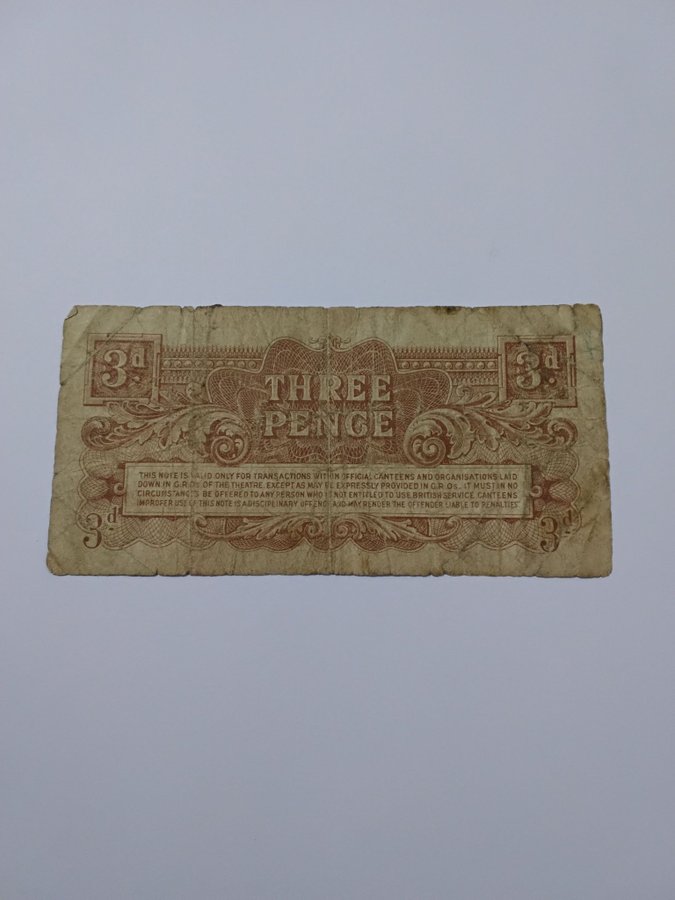 3d 3d
THREE
PENCE
THIS NOTE IS VALID ONLY FOR TRANSACTIONS WITHIN OFFICIAL CANTEENS AND ORGANISATIONS LAID
DOWN IN G.R.Os. OF THE THEATRE, EXCEPT AS MAY BE EXPRESSLY PROVIDED IN G.R.Os. IT MUST IN NO
CIRCUMSTANCES BE OFFERED TO ANY PERSON WHO IS NOT ENTITLED TO USE BRITISH SERVICE CANTEENS
IMPROPER USE OF THIS NOTE IS A DISCIPLINARY OFFENCE AND MAY RENDER THE OFFENDER LIABLE TO PENALTIES
3d 3d